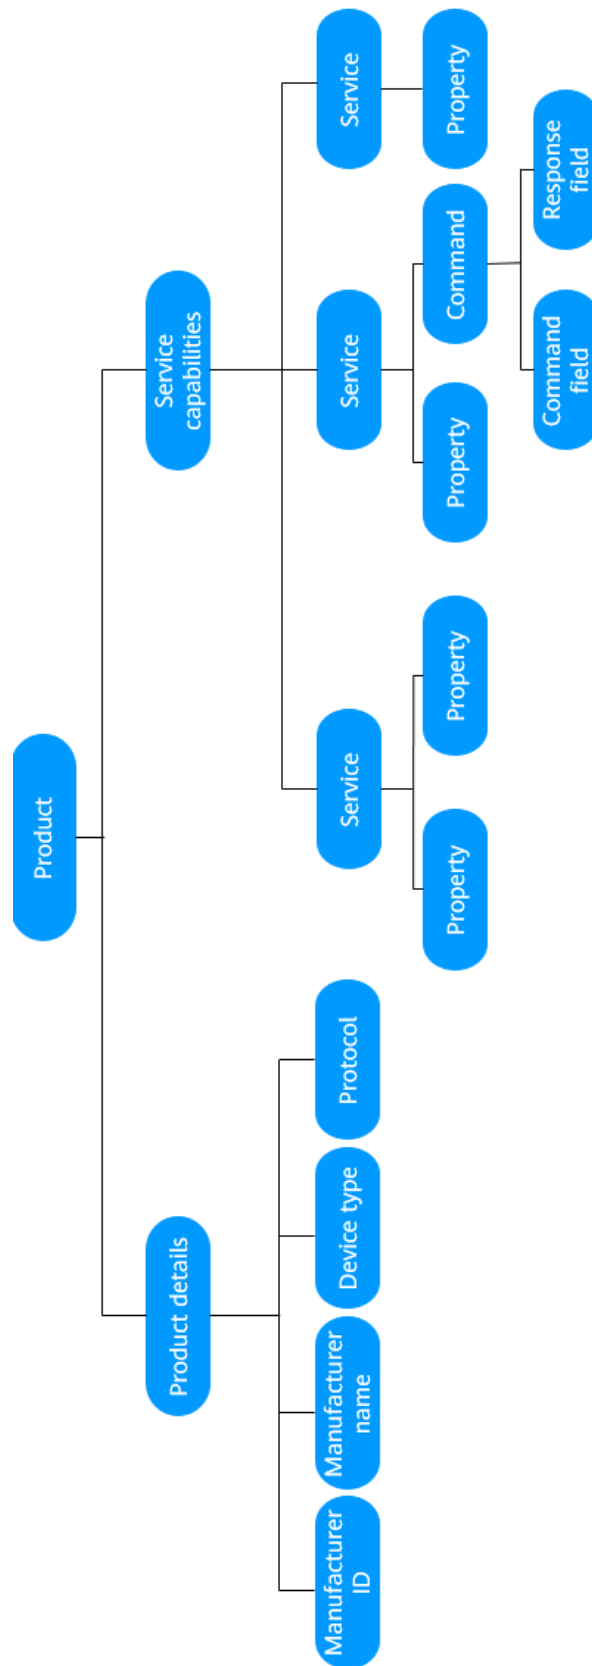 Product
Product details
Service
capabilities
Manufacturer
ID
Manufacturer
name
Device type
Protocol
Service
Service
Service
Property
Property
Property
Command
Property
Command
field
Response
field